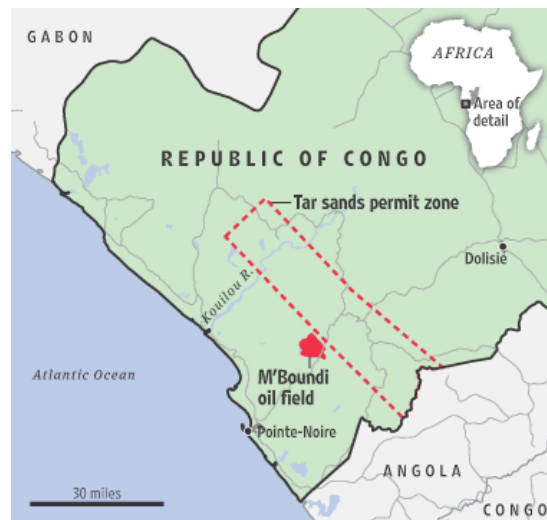 GABON
AFRICA
Area of
detail
REPUBLIC OF CONGO
Tar sands permit zone
Dolisie
Kouilou R.
Atlantic Ocean
M'Boundi
oil field
Pointe-Noire
ANGOLA
30 miles
CONGO